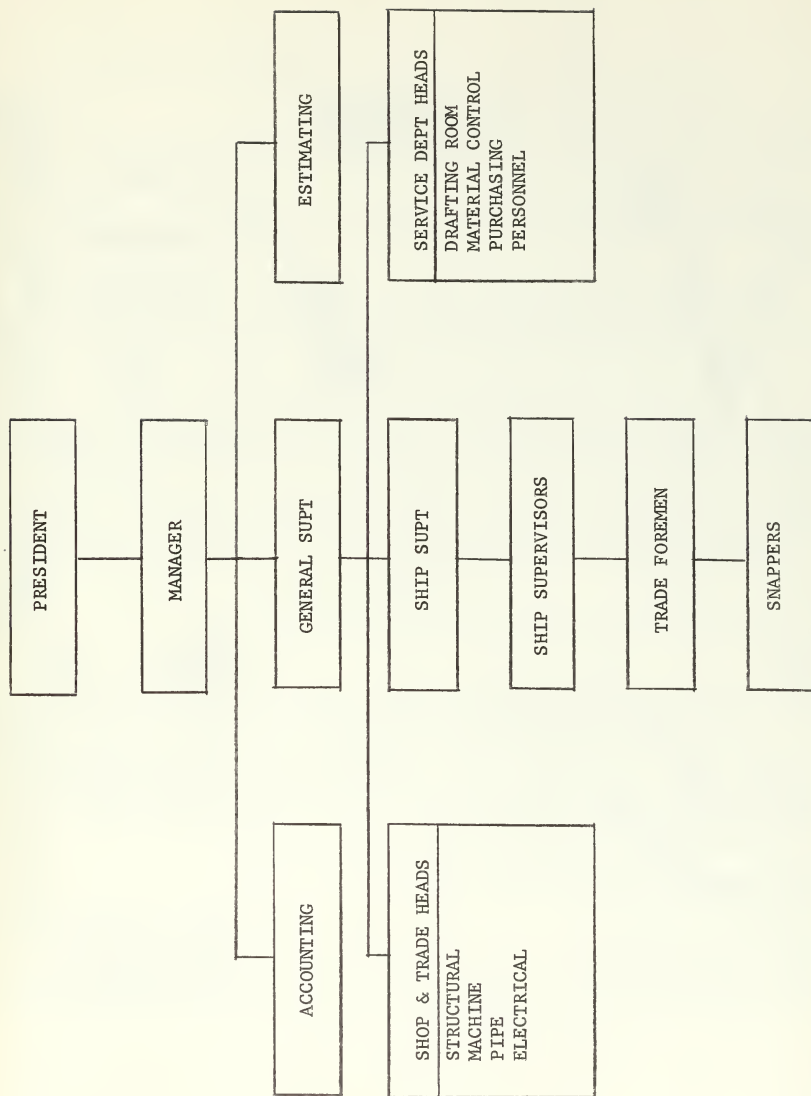 PRESIDENT
MANAGER
ACCOUNTING
GENERAL SUPT
ESTIMATING
SHOP & TRADE HEADS
STRUCTURAL
MACHINE
PIPE
ELECTRICAL
SHIP SUPT
SERVICE DEPT HEADS
DRAFTING ROOM
MATERIAL CONTROL
PURCHASING
PERSONNEL
SHIP SUPERVISORS
TRADE FOREMEN
SNAPPERS